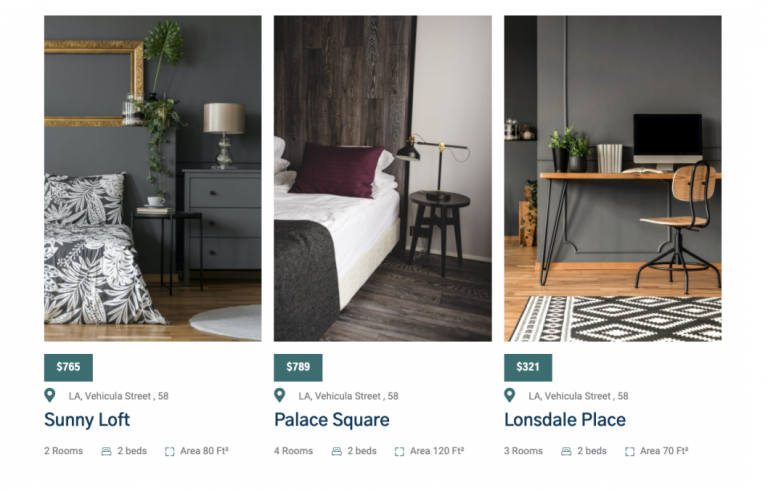 $765
LA, Vehicula Street , 58
Sunny Loft
2 Rooms 2 beds Area 80 Ft²
$789
LA, Vehicula Street , 58
Palace Square
4 Rooms 2 beds Area 120 Ft²
$321
LA, Vehicula Street , 58
Lonsdale Place
3 Rooms 2 beds Area 70 Ft²